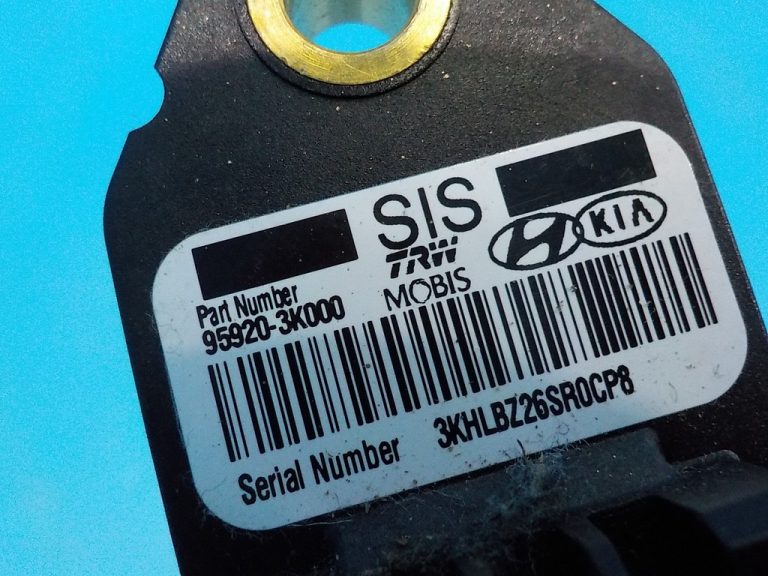 SIS
TRW
MOBIS
KIA
Part Number
95920-3K000
3KHLBZ26SR0CP8
Serial Number